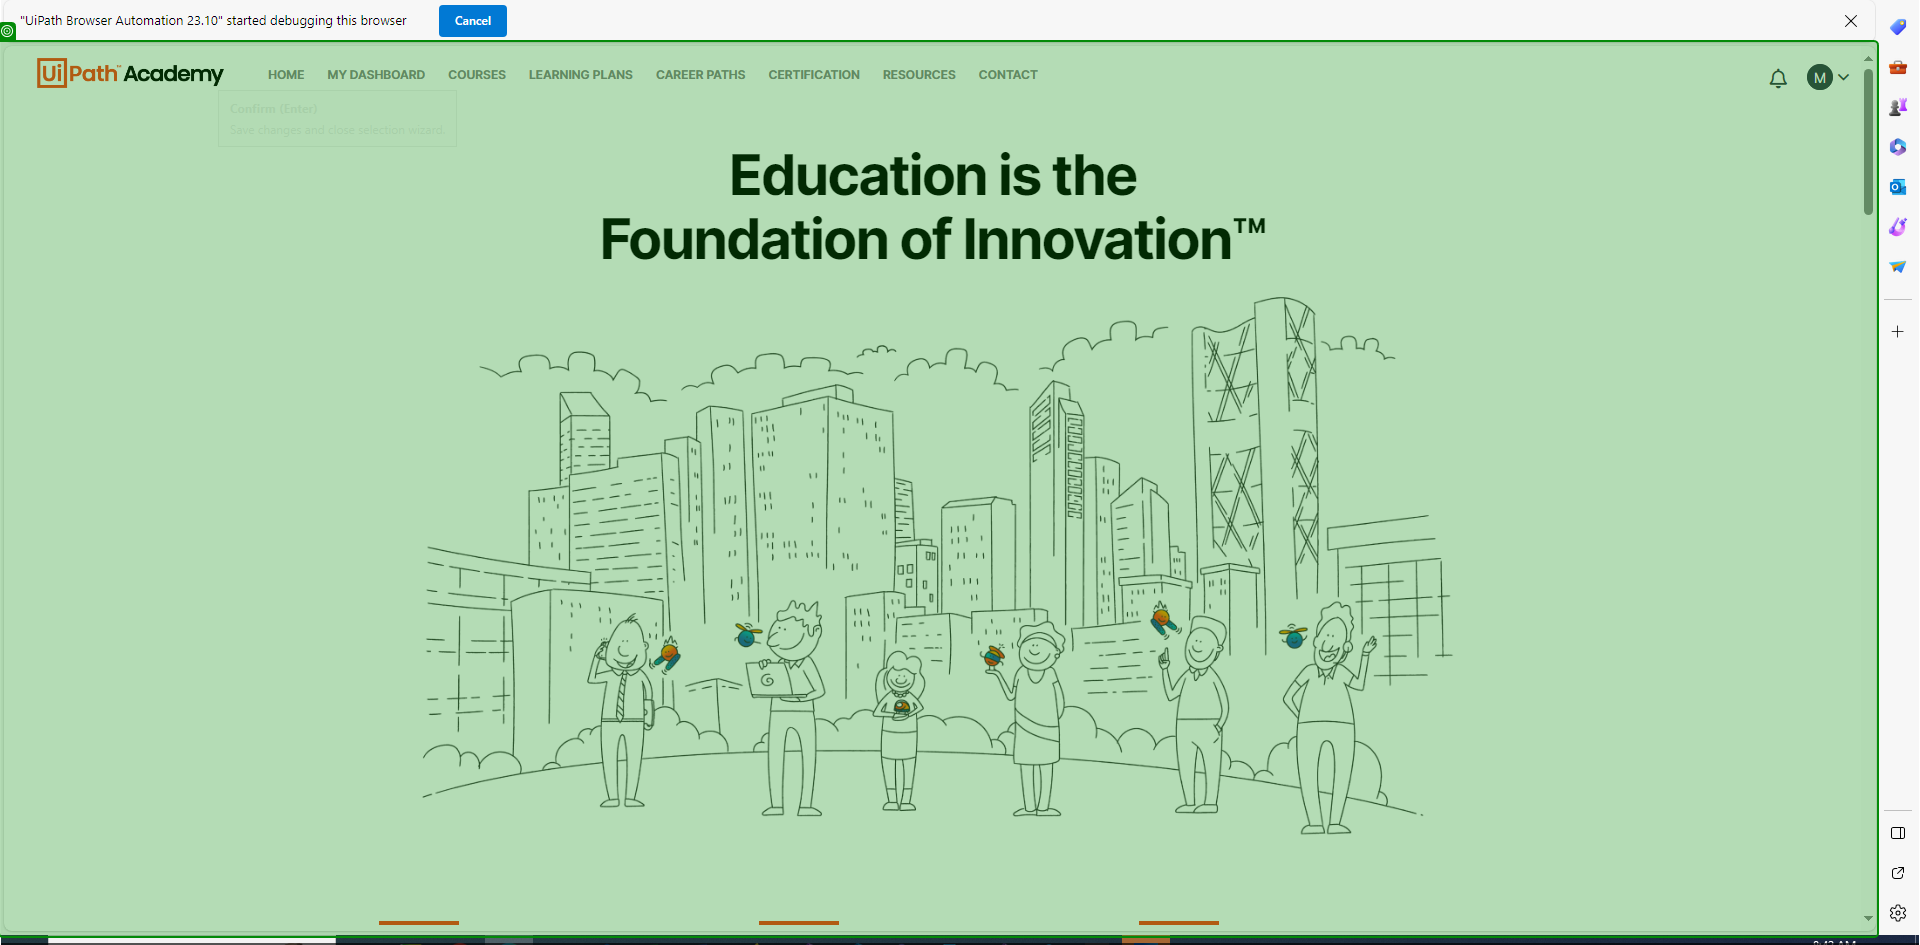 "UiPath Browser Automation 23.10" started debugging this browser
Cancel
UiPath™ Academy
HOME
MY DASHBOARD
COURSES
LEARNING PLANS
CAREER PATHS
CERTIFICATION
RESOURCES
CONTACT
M
Confirm (Enter)
Save changes and close selection wizard.
Education is the
Foundation of Innovation™